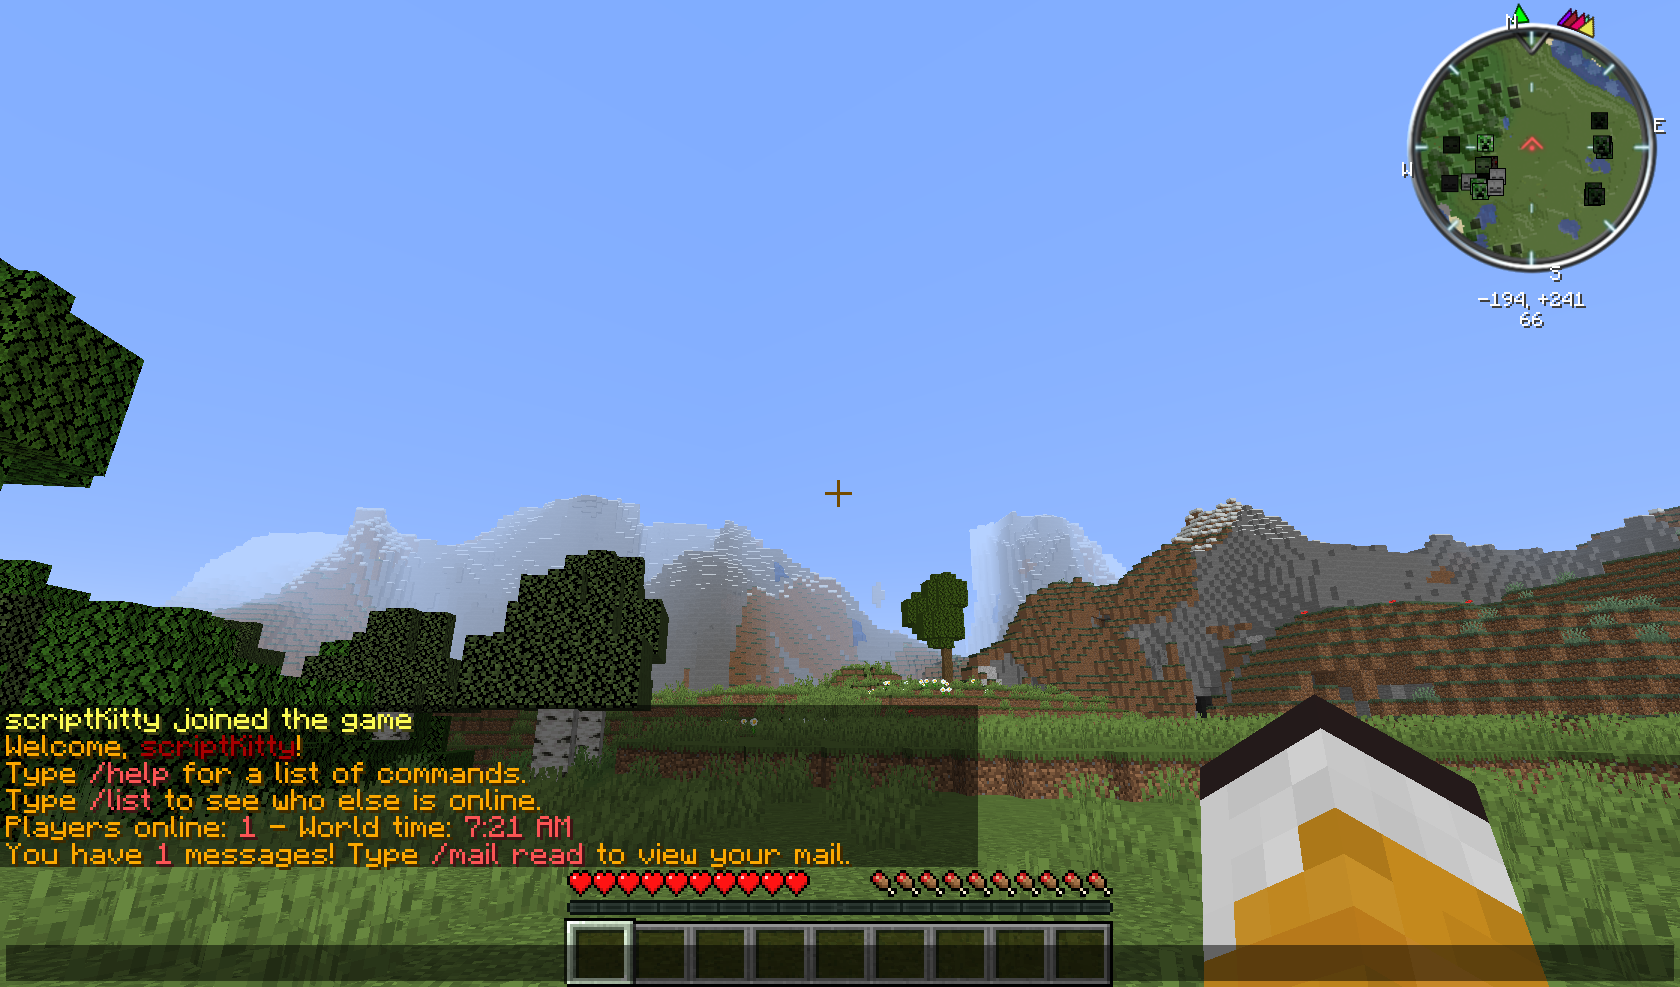 N
E
W
S
-194, +241
66
scriptKitty joined the game
Welcome, scriptKitty!
Type /help for a list of commands.
Type /list to see who else is online.
Players online: 1 - World time: 7:21 AM
You have 1 messages! Type /mail read to view your mail.